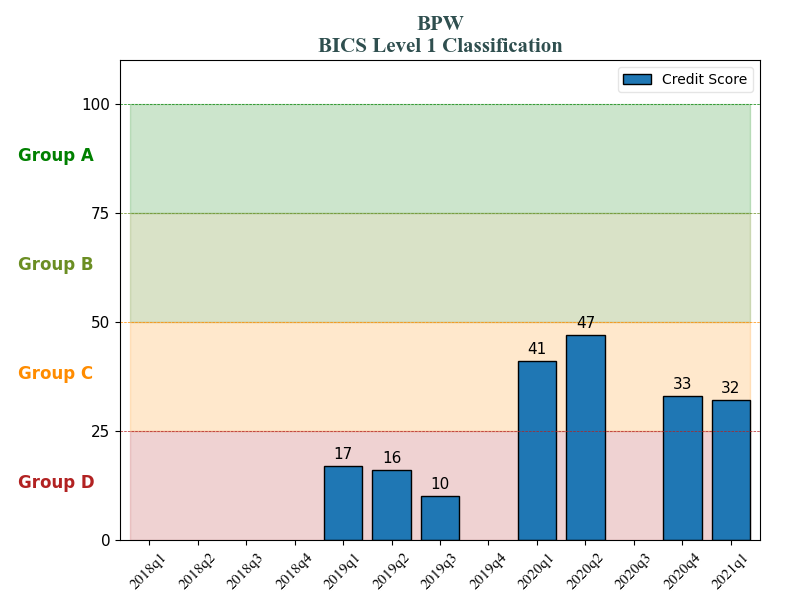 BPW
BICS Level 1 Classification
Credit Score
100
Group A
75
Group B
50
47
41
Group C
33
32
25
17
16
10
Group D
0
2018q1 2018q2 2018q3 2018q4 2019q1 2019q2 2019q3 2019q4 2020q1 2020q2 2020q3 2020q4 2021q1